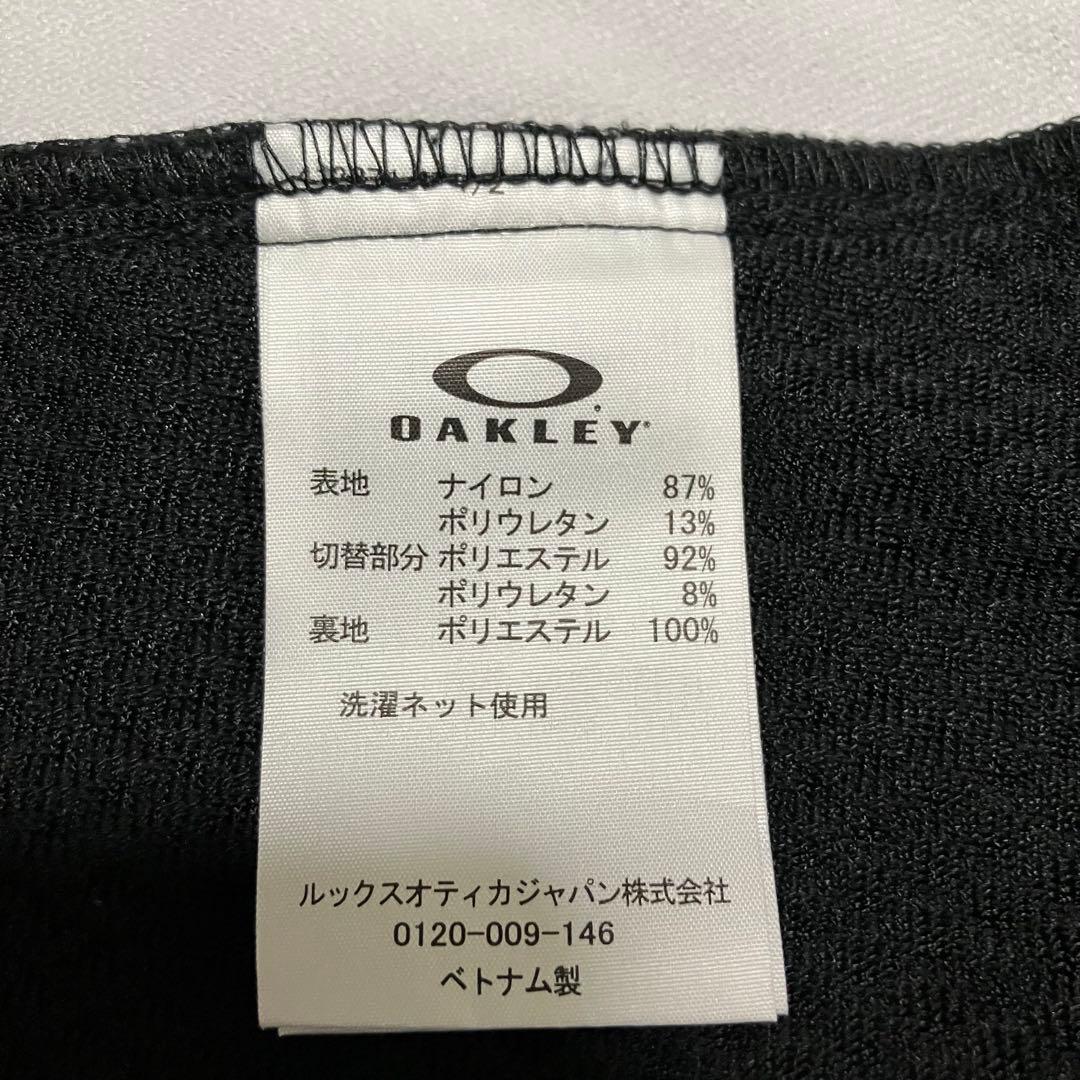 OAKLEY
表地 ナイロン 87%
ポリウレタン 13%
切替部分 ポリエステル 92%
ポリウレタン 8%
裏地 ポリエステル 100%
洗濯ネット使用
ルックスオティカジャパン株式会社
0120-009-146
ベトナム製